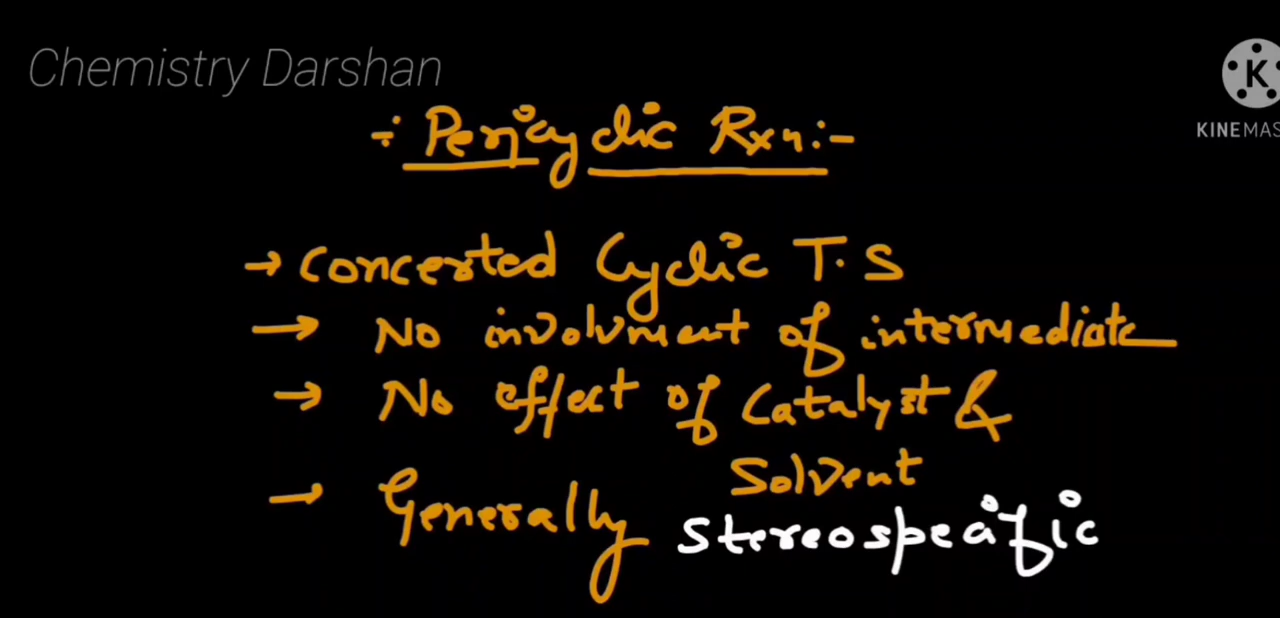 Chemistry Darshan
KINEMAS
÷ Pericyclic Rxn:-
→ Concerted Cyclic T.S
→ No involvment of intermediate
→ No effect of Catalyst &
Solvent
→ Generally stereospecific